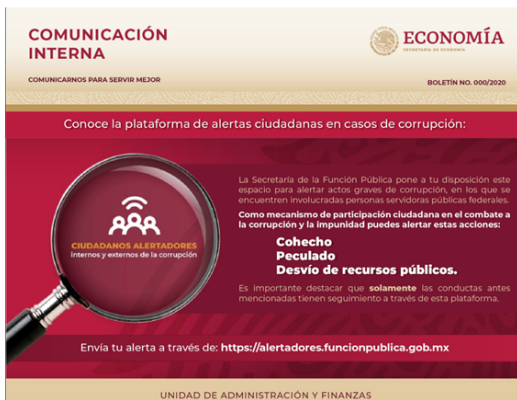 COMUNICACIÓN
INTERNA
COMUNICARNOS PARA SERVIR MEJOR
ECONOMÍA
SECRETARÍA DE ECONOMÍA
BOLETÍN NO. 000/2020
Conoce la plataforma de alertas ciudadanas en casos de corrupción:
CIUDADANOS ALERTADORES
internos y externos de la corrupción
La Secretaría de la Función Pública pone a tu disposición este
espacio para alertar actos graves de corrupción, en los que se
encuentren involucradas personas servidoras públicas federales.
Como mecanismo de participación ciudadana en el combate a
la corrupción y la impunidad puedes alertar estas acciones:
Cohecho
Peculado
Desvío de recursos públicos.
Es importante destacar que solamente las conductas antes
mencionadas tienen seguimiento a través de esta plataforma.
Envía tu alerta a través de: https://alertadores.funcionpublica.gob.mx
UNIDAD DE ADMINISTRACIÓN Y FINANZAS